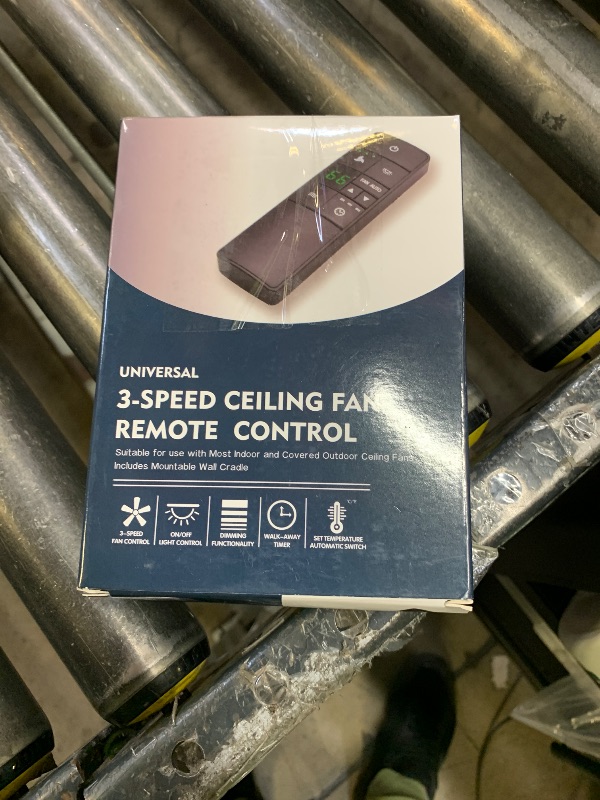 FAN AUTO
UNIVERSAL
3-SPEED CEILING FAN
REMOTE CONTROL
Suitable for use with Most Indoor and Covered Outdoor Ceiling Fans
Includes Mountable Wall Cradle
3-SPEED
FAN CONTROL
ON/OFF
LIGHT CONTROL
DIMMING
FUNCTIONALITY
WALK-AWAY
TIMER
°C/°F
SET TEMPERATURE
AUTOMATIC SWITCH